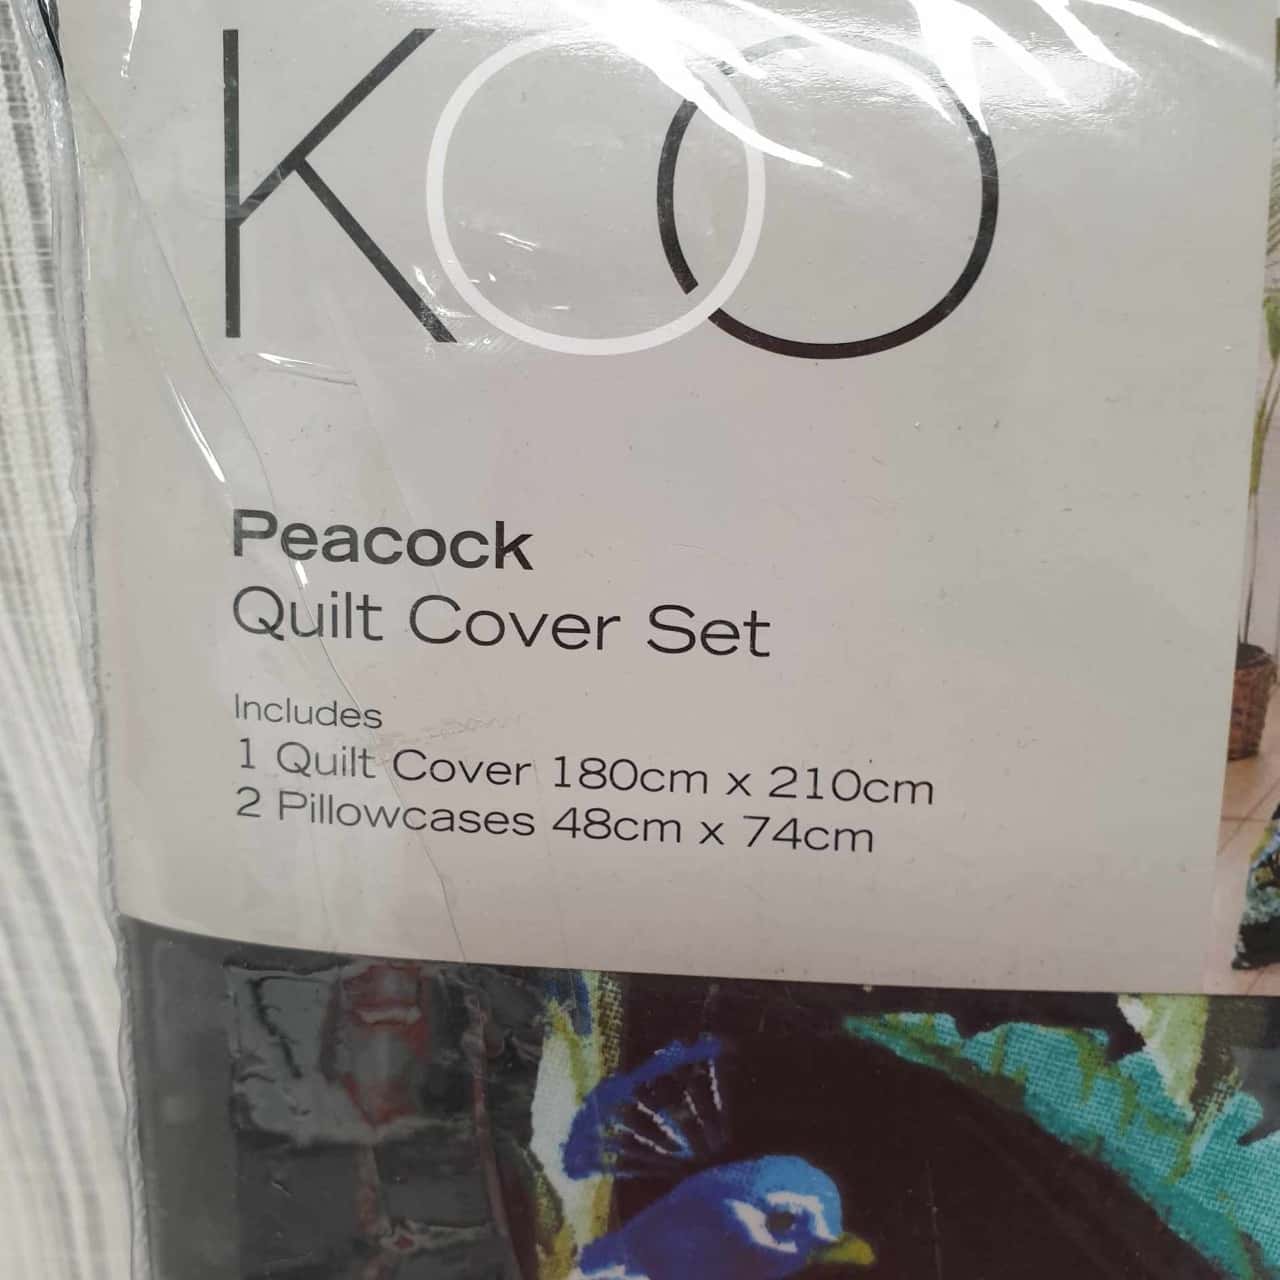 KOO
Peacock
Quilt Cover Set
Includes
1 Quilt Cover 180cm x 210cm
2 Pillowcases 48cm x 74cm